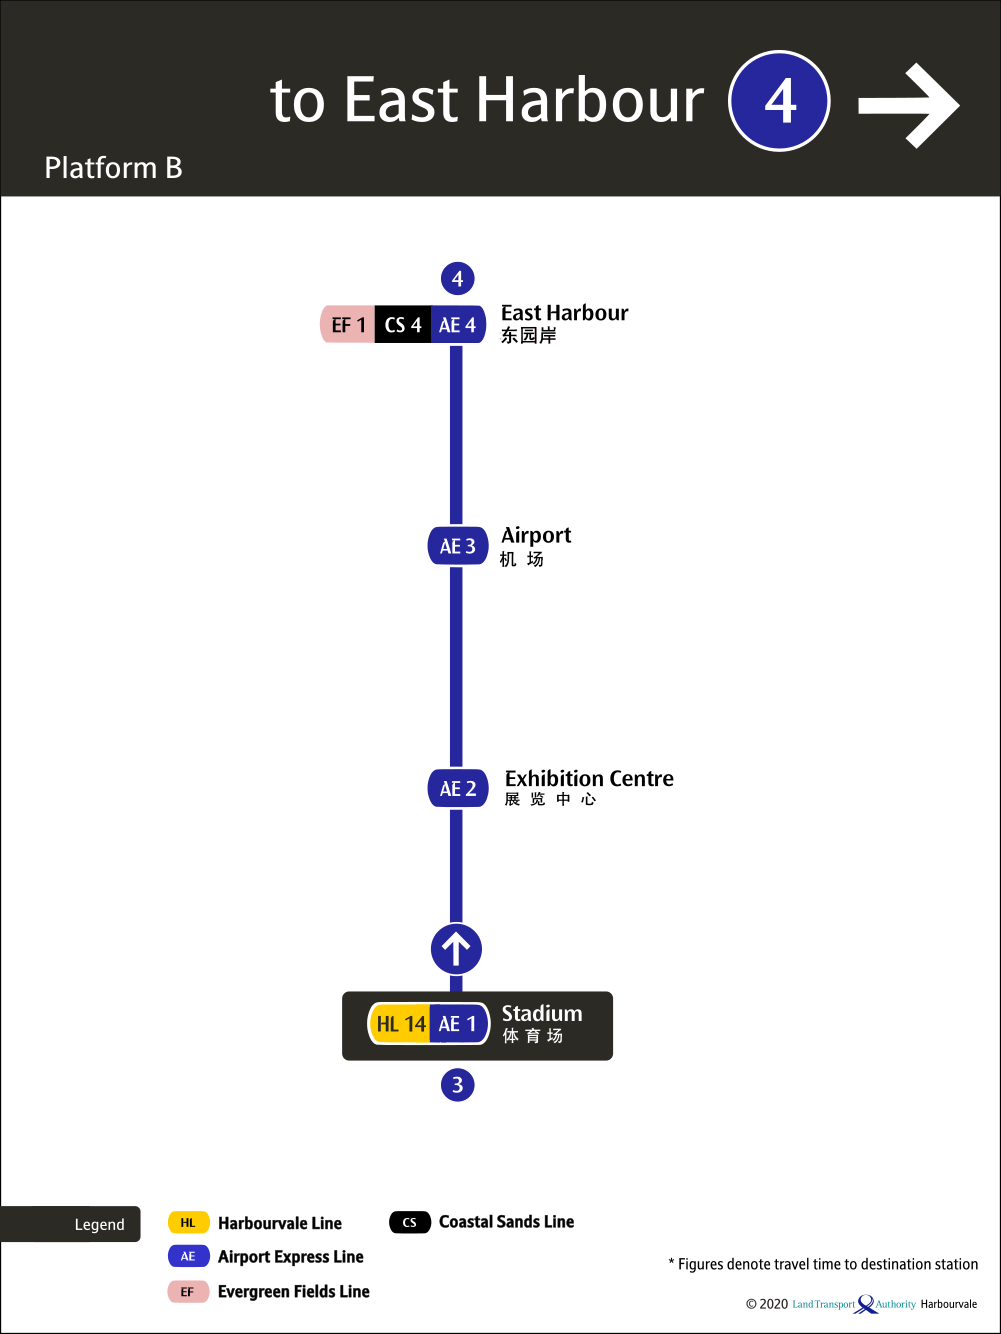 to East Harbour 4
Platform B
4
EF 1 CS 4 AE 4 East Harbour
东园岸
AE 3 Airport
机场
AE 2 Exhibition Centre
展览中心
HL 14 AE 1 Stadium
体育场
3
Legend
HL Harbourvale Line
CS Coastal Sands Line
AE Airport Express Line
EF Evergreen Fields Line
* Figures denote travel time to destination station
© 2020 Land Transport Authority Harbourvale